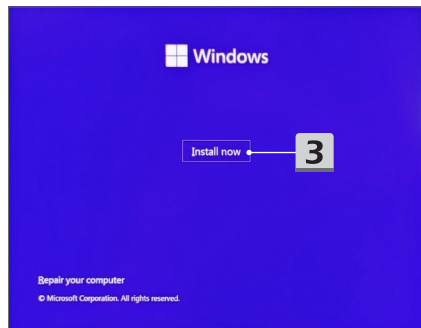 Windows
Install now
3
Repair your computer
© Microsoft Corporation. All rights reserved.